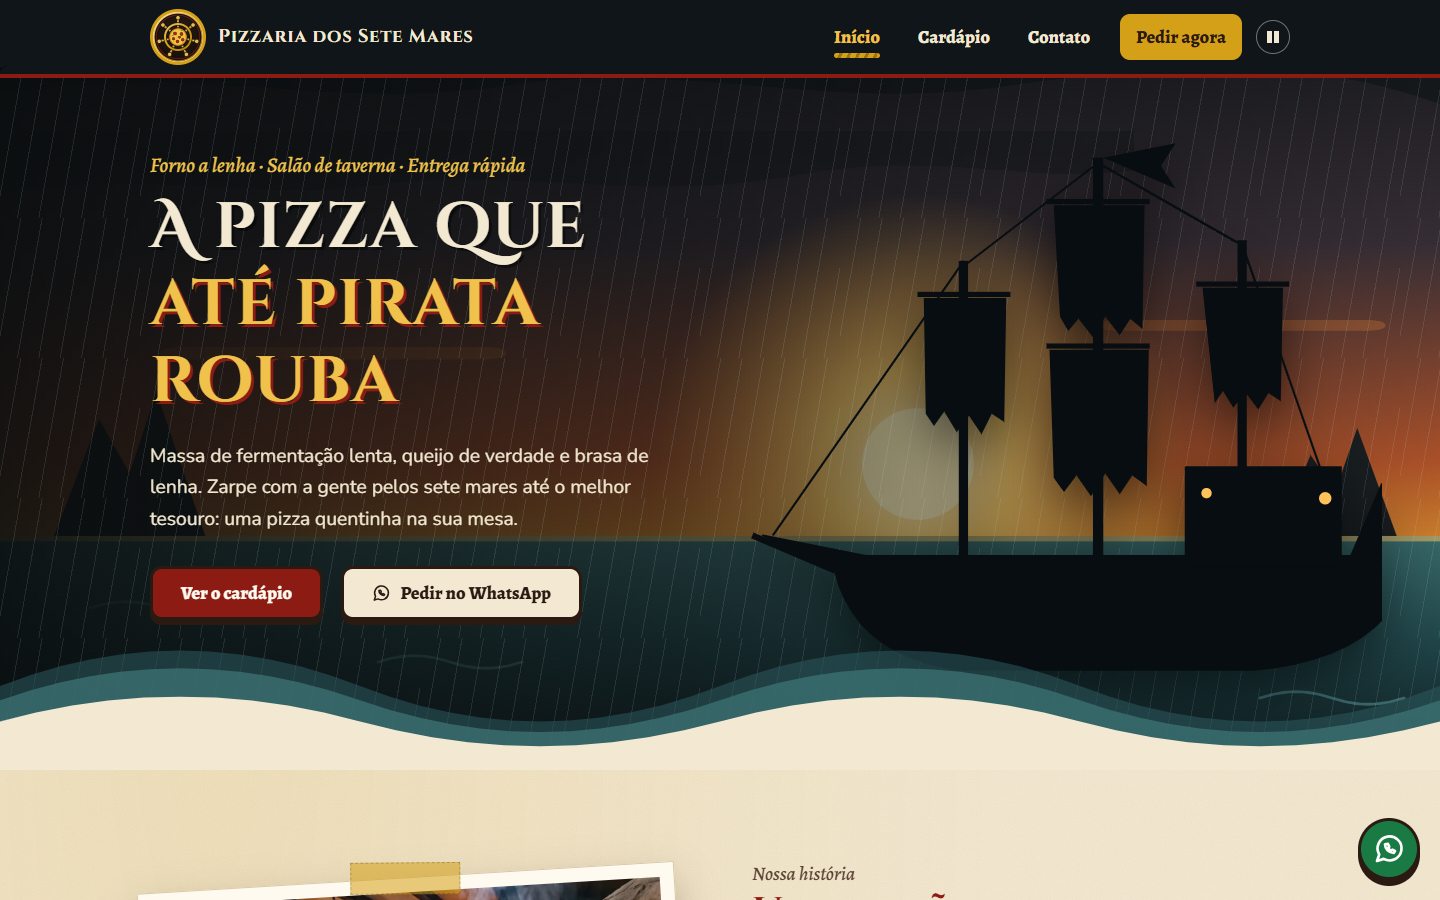 Pizzaria dos Sete Mares
Início
Cardápio
Contato
Pedir agora
Forno a lenha · Salão de taverna · Entrega rápida
A PIZZA QUE
ATÉ PIRATA
ROUBA
Massa de fermentação lenta, queijo de verdade e brasa de
lenha. Zarpe com a gente pelos sete mares até o melhor
tesouro: uma pizza quentinha na sua mesa.
Ver o cardápio
Pedir no WhatsApp
Nossa história